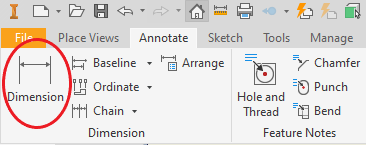 File Place Views Annotate Sketch Tools Manage
Dimension
Baseline
Ordinate
Chain
Arrange
Dimension
Hole and
Thread
Chamfer
Punch
Bend
Feature Notes